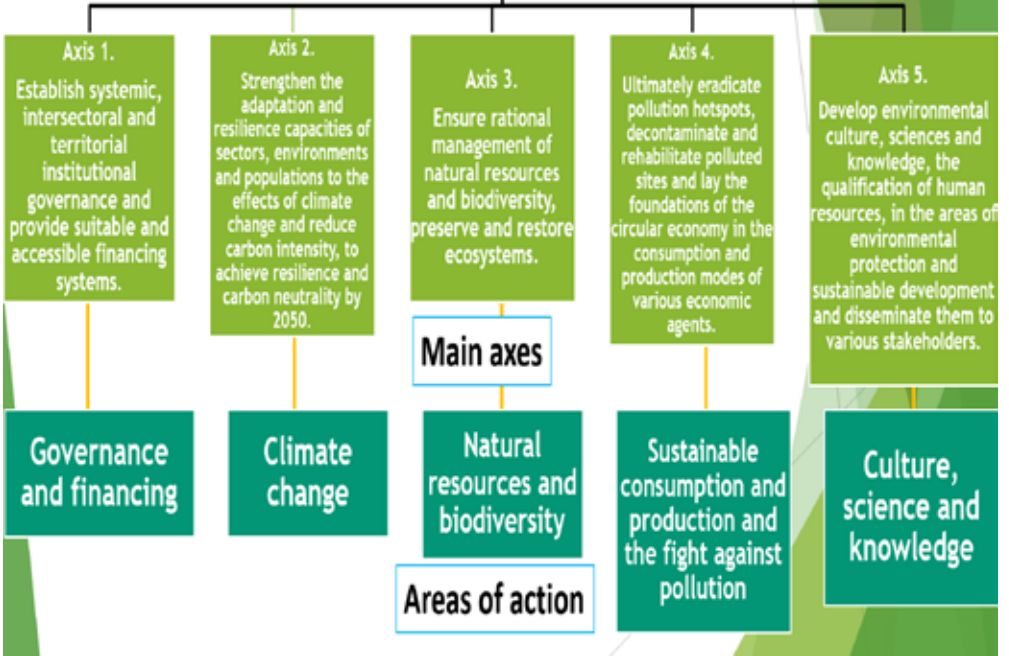 Axis 1.
Establish systemic,
intersectoral and
territorial
institutional
governance and
provide suitable and
accessible financing
systems.
Axis 2.
Strengthen the
adaptation and
resilience capacities of
sectors, environments
and populations to the
effects of climate
change and reduce
carbon intensity, to
achieve resilience and
carbon neutrality by
2050.
Axis 3.
Ensure rational
management of
natural resources
and biodiversity,
preserve and restore
ecosystems.
Axis 4.
Ultimately eradicate
pollution hotspots,
decontaminate and
rehabilitate polluted
sites and lay the
foundations of the
circular economy in the
consumption and
production modes of
various economic
agents.
Axis 5.
Develop environmental
culture, sciences and
knowledge, the
qualification of human
resources, in the areas of
environmental
protection and
sustainable development
and disseminate them to
various stakeholders.
Main axes
Governance
and financing
Climate
change
Natural
resources and
biodiversity
Sustainable
consumption and
production and
the fight against
pollution
Culture,
science and
knowledge
Areas of action